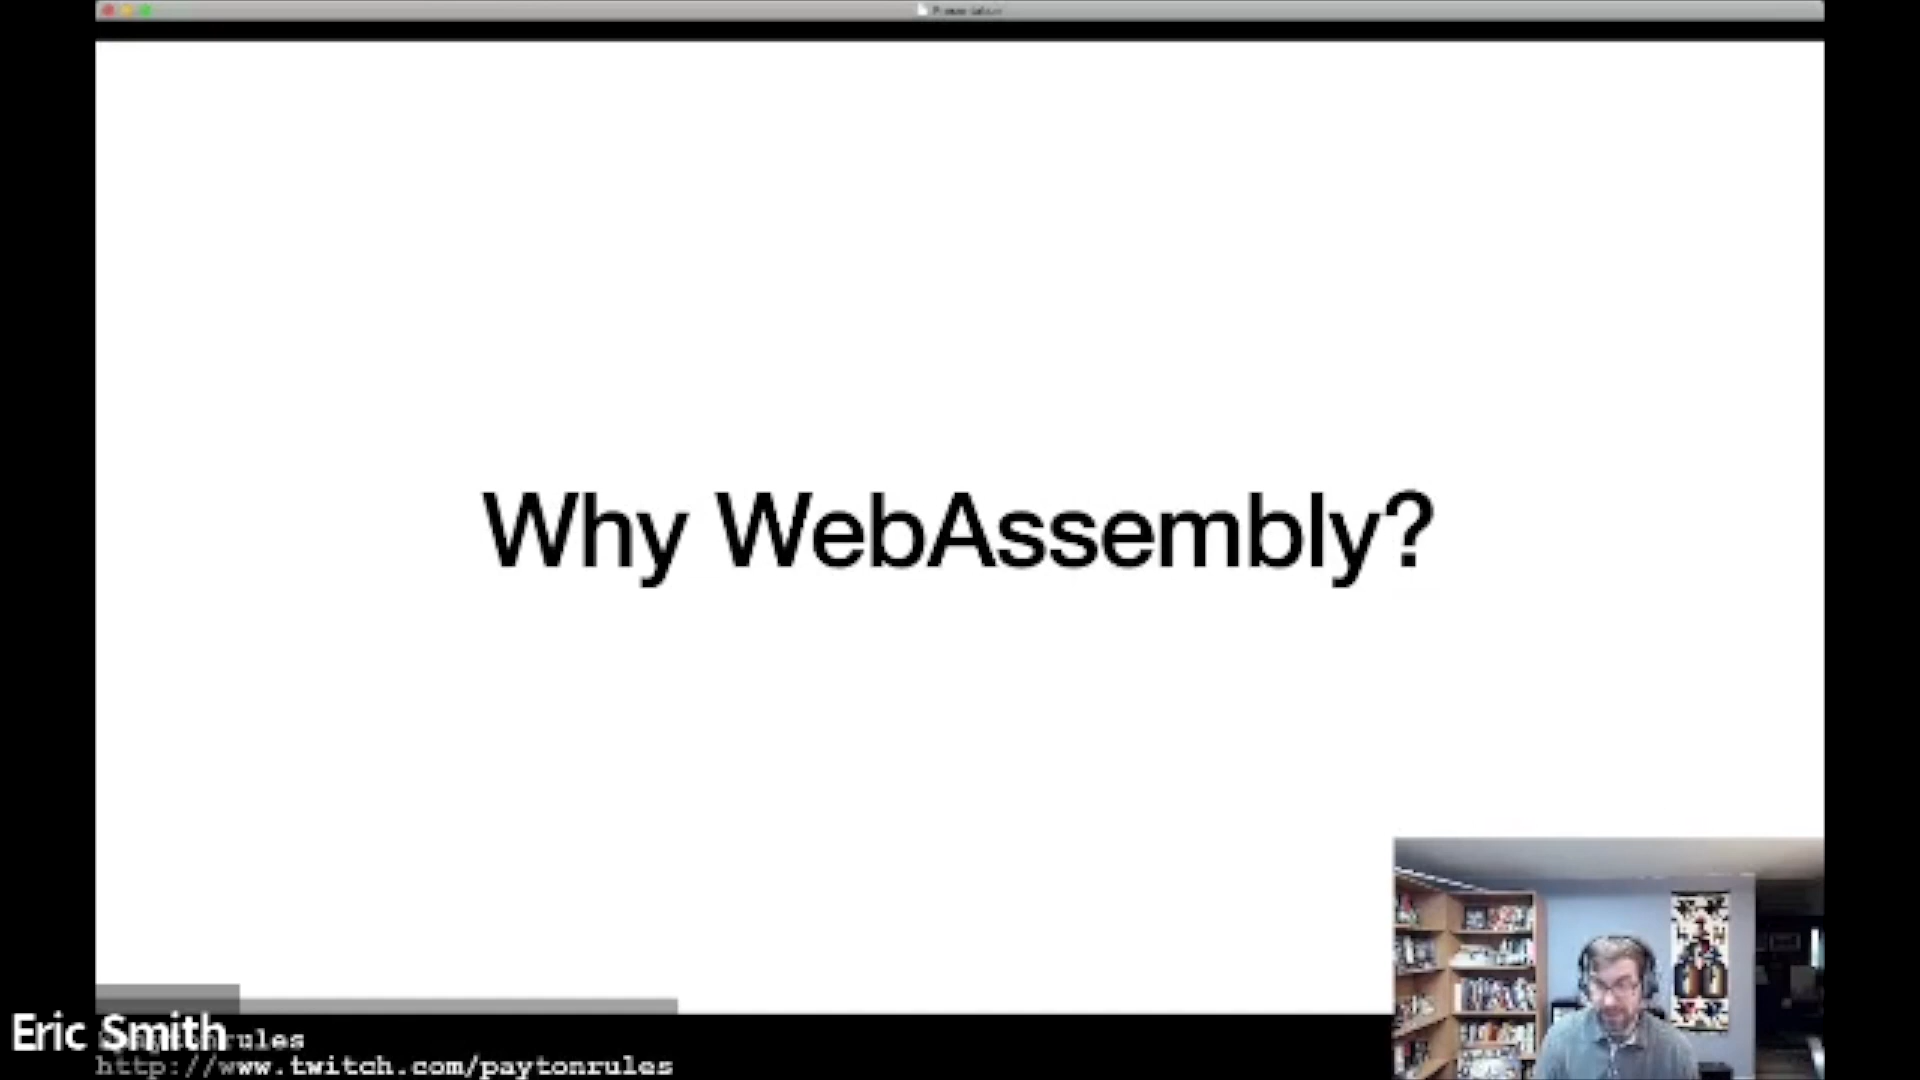 Why WebAssembly?
Eric Smith
rules
http://www.twitch.com/paytonrules